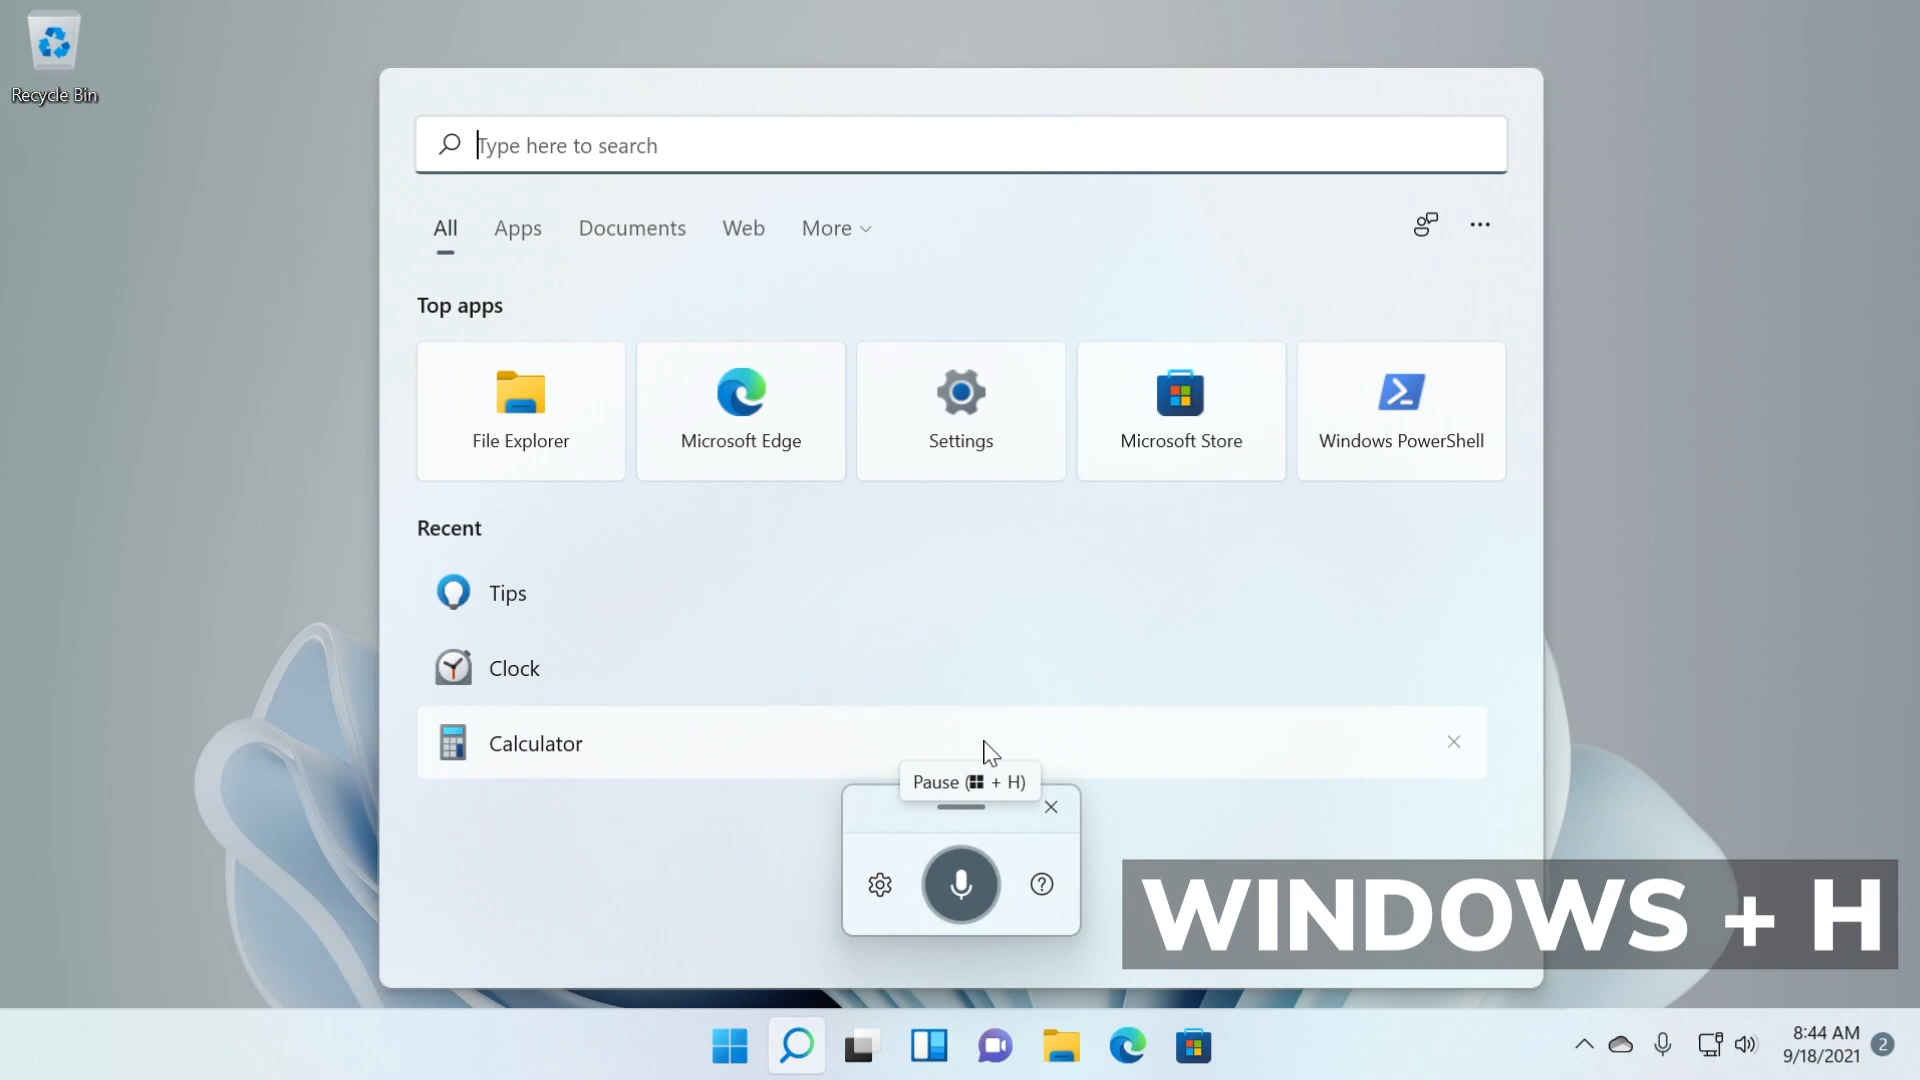 Recycle Bin
Type here to search
All Apps Documents Web More
Top apps
File Explorer Microsoft Edge Settings Microsoft Store Windows PowerShell
Recent
Tips
Clock
Calculator
Pause ( + H)
WINDOWS + H
8:44 AM
9/18/2021
2